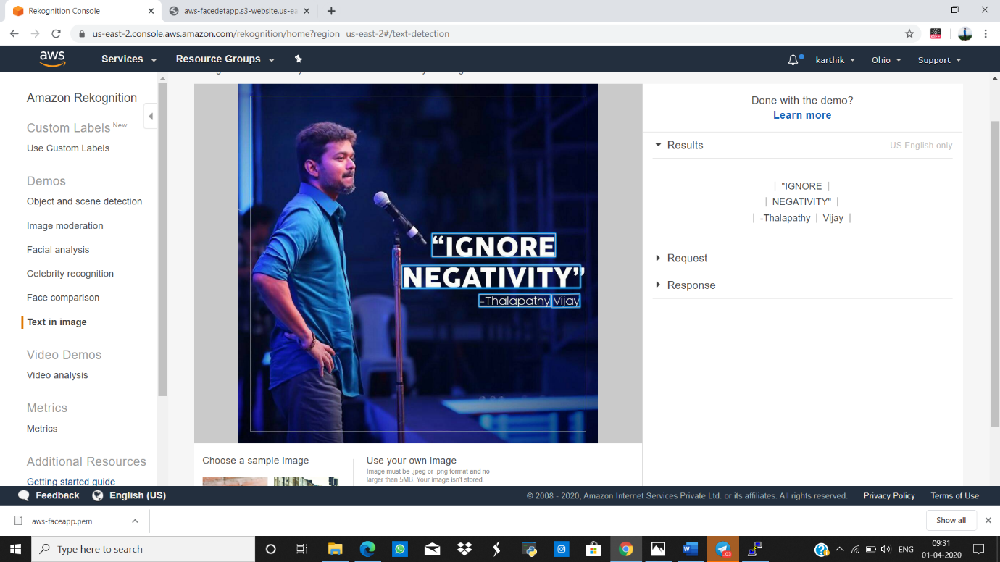 Rekognition Console
aws-facedetapp.s3-website.us-ea
us-east-2.console.aws.amazon.com/rekognition/home?region=us-east-2#/text-detection
OFF
aws
Services
Resource Groups
karthik
Ohio
Support
Amazon Rekognition
Custom Labels New
Use Custom Labels
Demos
Object and scene detection
Image moderation
Facial analysis
Celebrity recognition
Face comparison
Text in image
Video Demos
Video analysis
Metrics
Metrics
Additional Resources
Getting started guide
“IGNORE
NEGATIVITY”
-Thalapathy Vijay
Choose a sample image
Use your own image
Image must be .jpeg or .png format and no
larger than 5MB. Your image isn't stored.
Done with the demo?
Learn more
Results
US English only
| "IGNORE |
| NEGATIVITY" |
| -Thalapathy | Vijay |
Request
Response
Feedback
English (US)
© 2008 - 2020, Amazon Internet Services Private Ltd. or its affiliates. All rights reserved.
Privacy Policy
Terms of Use
aws-faceapp.pem
Show all
Type here to search
ENG
09:31
01-04-2020